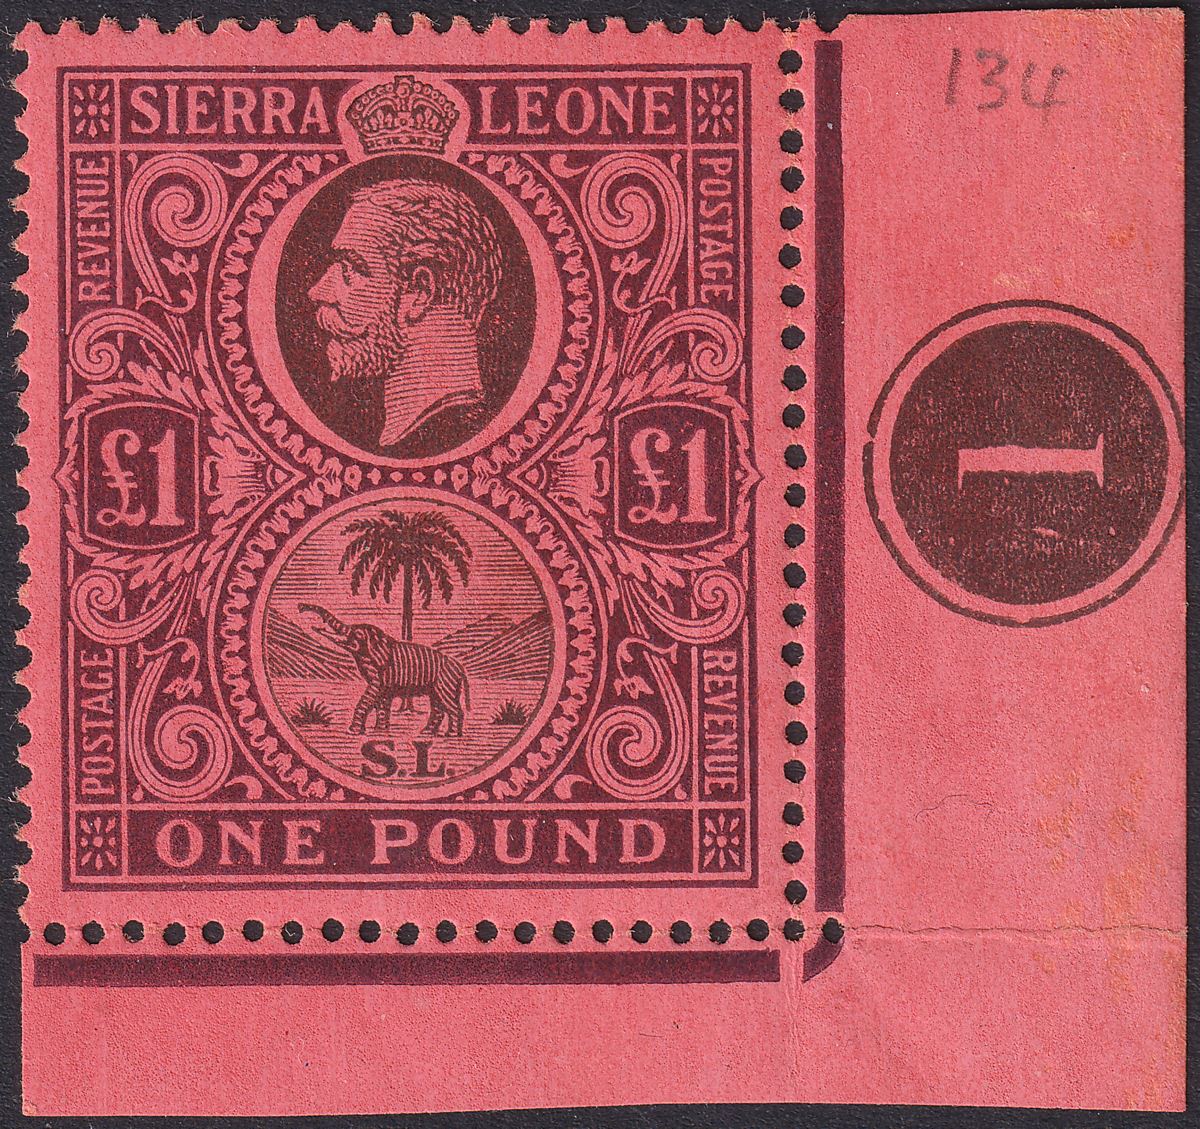 134
SIERRA LEONE
REVENUE
POSTAGE
£1
£1
1
S.L.
POSTAGE
REVENUE
ONE POUND